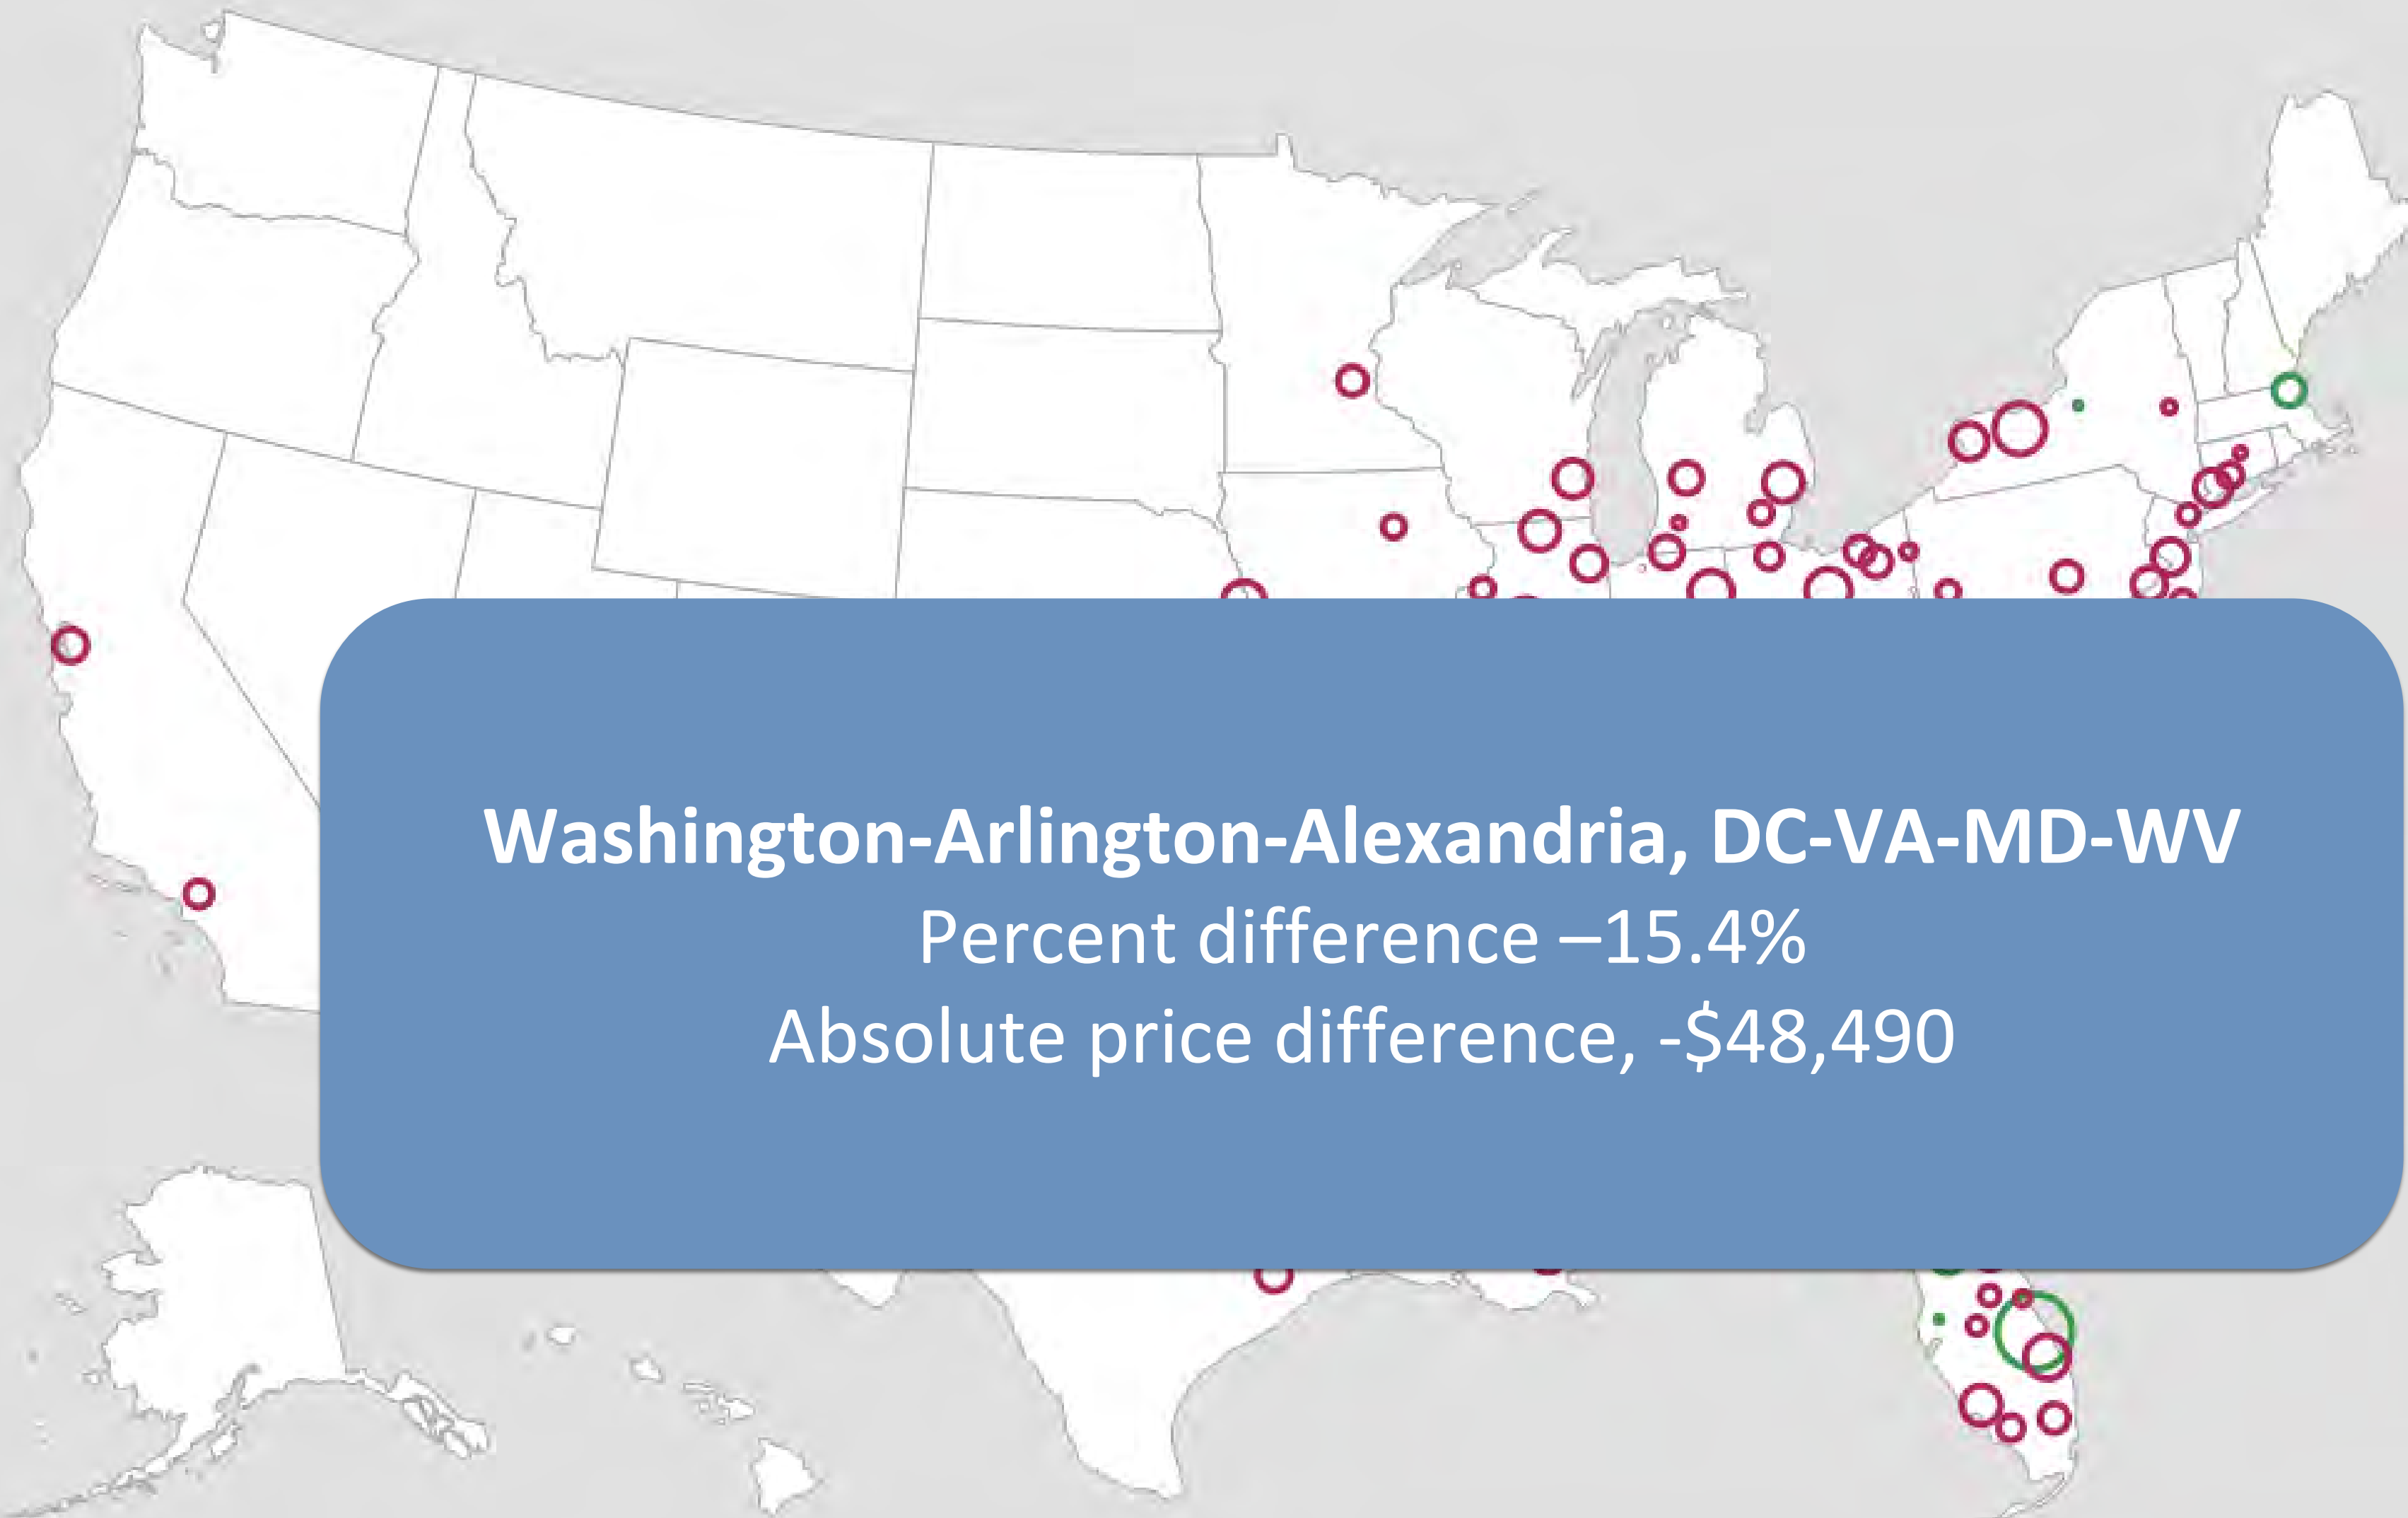 Washington-Arlington-Alexandria, DC-VA-MD-WV
Percent difference –15.4%
Absolute price difference, -$48,490